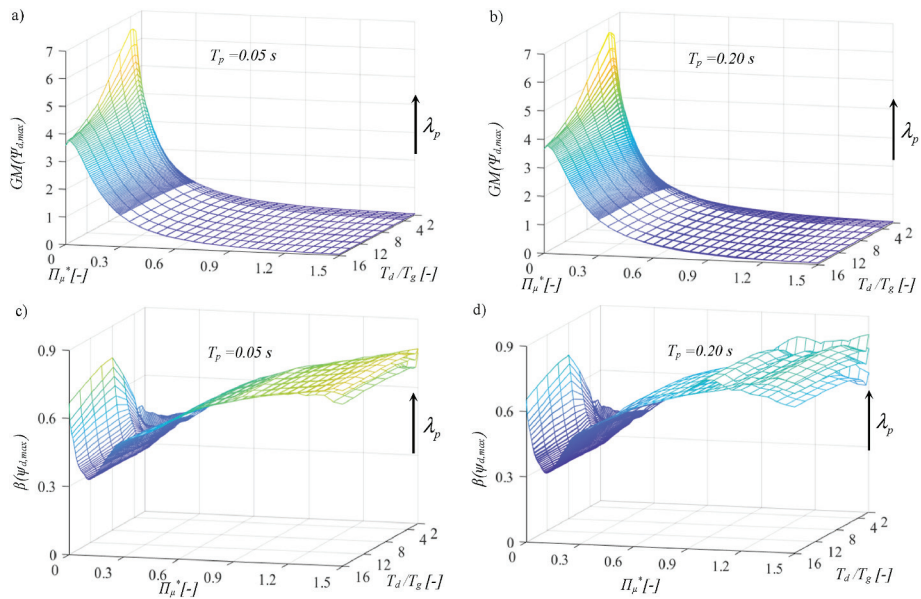 a)
T_p =0.05 s
GM(Ψ_d,max)
7
6
5
4
3
2
1
0
λ_p
0
0.3
0.6
0.9
1.2
1.5
Π_μ*[-]
16
12
8
4
2
T_d /T_g [-]
b)
T_p =0.20 s
GM(Ψ_d,max)
7
6
5
4
3
2
1
0
λ_p
0
0.3
0.6
0.9
1.2
1.5
Π_μ*[-]
16
12
8
4
2
T_d /T_g [-]
c)
T_p =0.05 s
β(ψ_d,max)
0.9
0.6
0.3
0
λ_p
0
0.3
0.6
0.9
1.2
1.5
Π_μ*[-]
16
12
8
4
2
T_d /T_g [-]
d)
T_p =0.20 s
β(ψ_d,max)
0.9
0.6
0.3
0
λ_p
0
0.3
0.6
0.9
1.2
1.5
Π_μ*[-]
16
12
8
4
2
T_d /T_g [-]